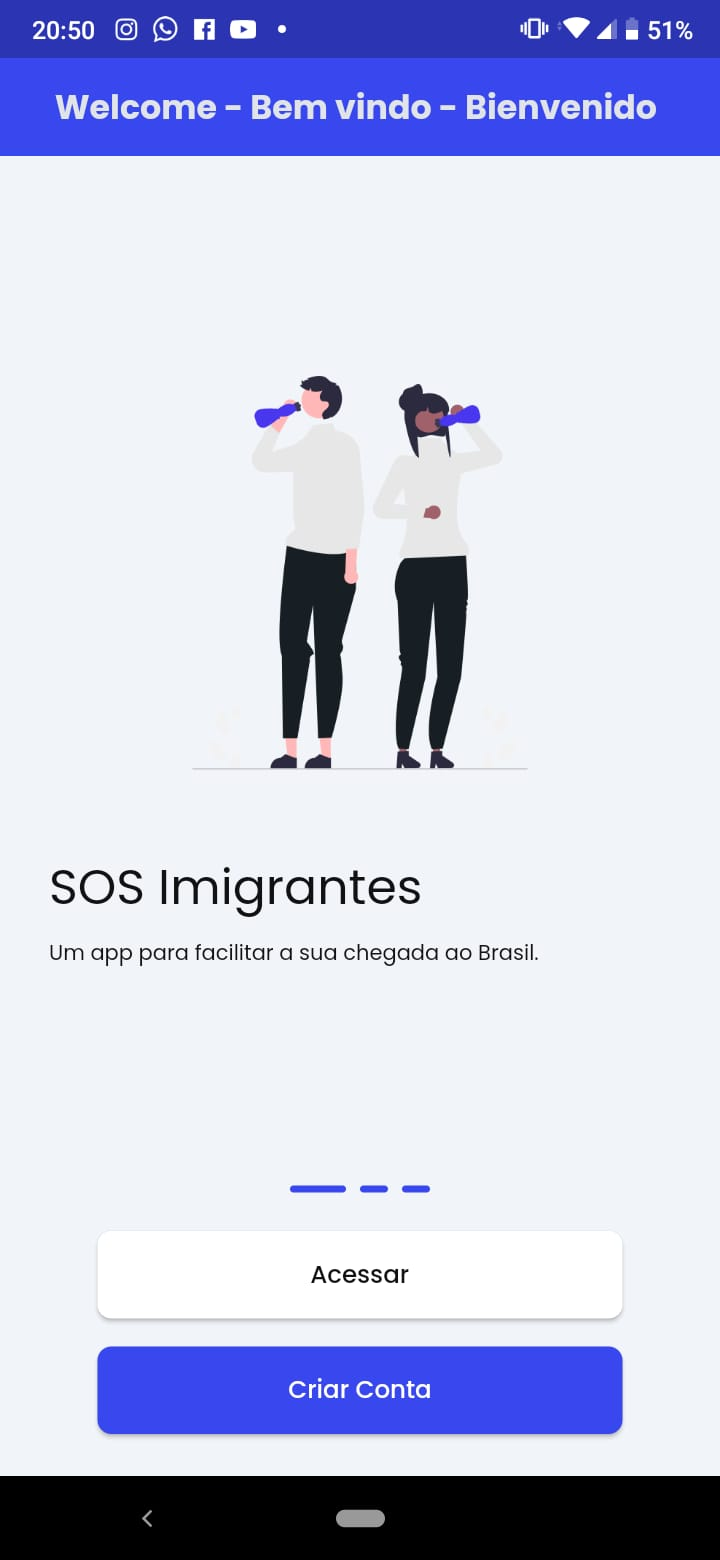 20:50
51%
Welcome - Bem vindo - Bienvenido
SOS Imigrantes
Um app para facilitar a sua chegada ao Brasil.
Acessar
Criar Conta